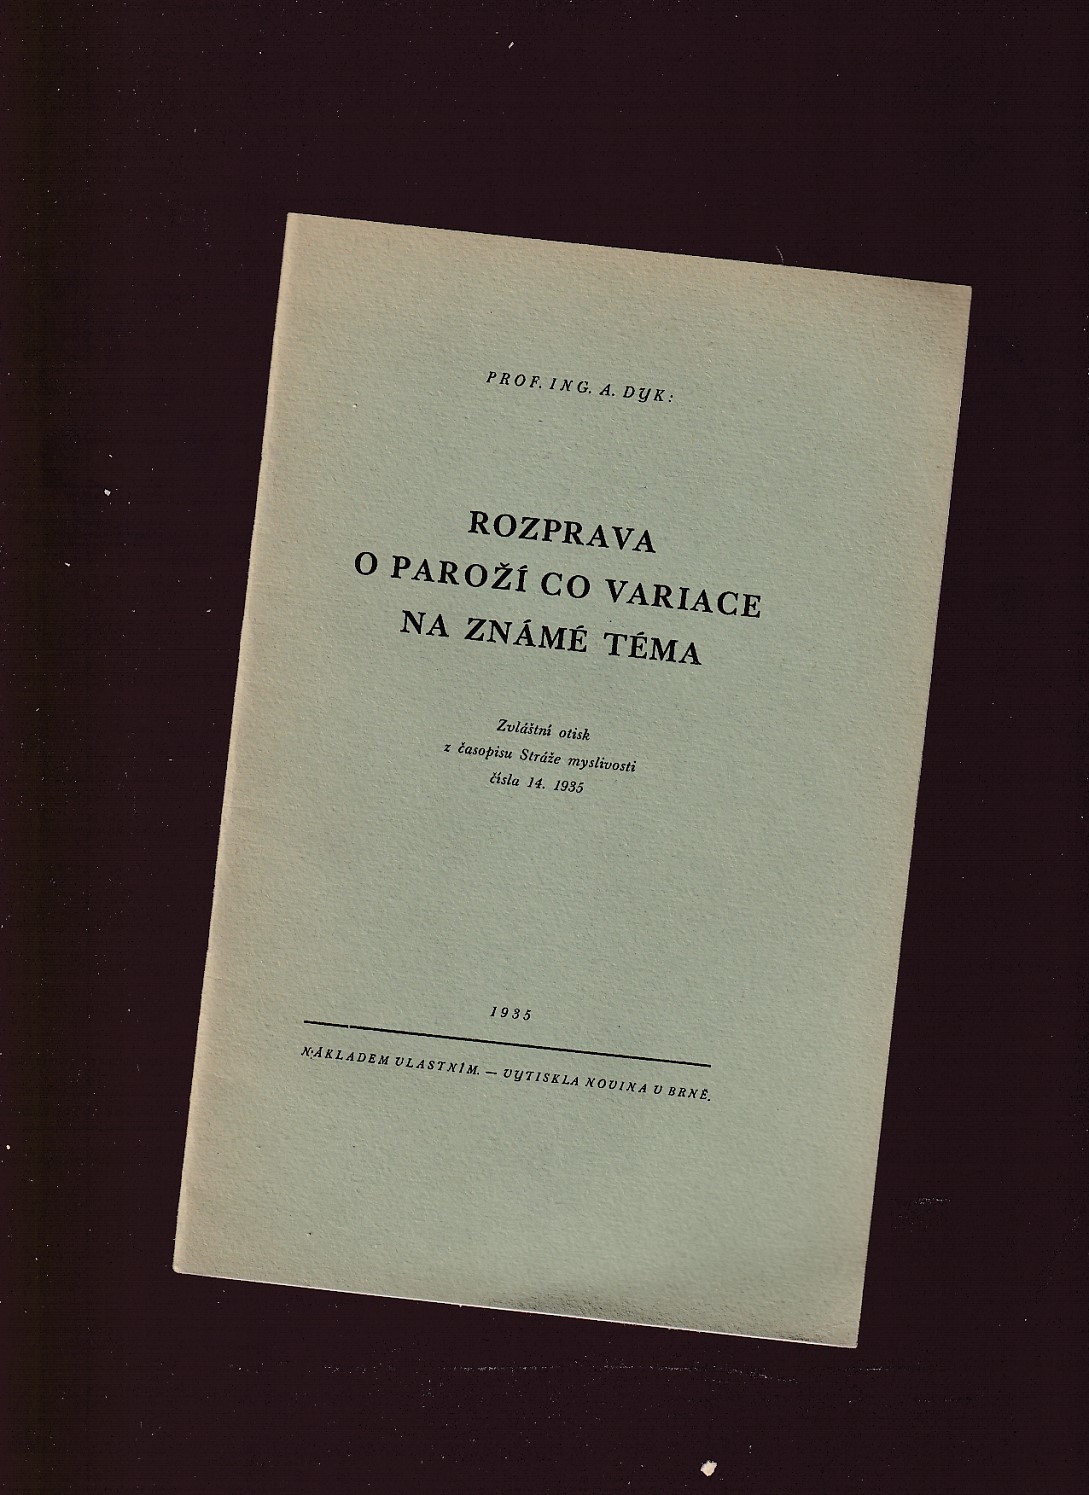 PROF. ING. A. DYK:
ROZPRAVA
O PAROŽÍ CO VARIACE
NA ZNÁMÉ TÉMA
Zvláštní otisk
z časopisu Stráže myslivosti
čísla 14. 1935
1935
NÁKLADEM VLASTNÍM. — VYTISKLA NOVINA V BRNĚ.